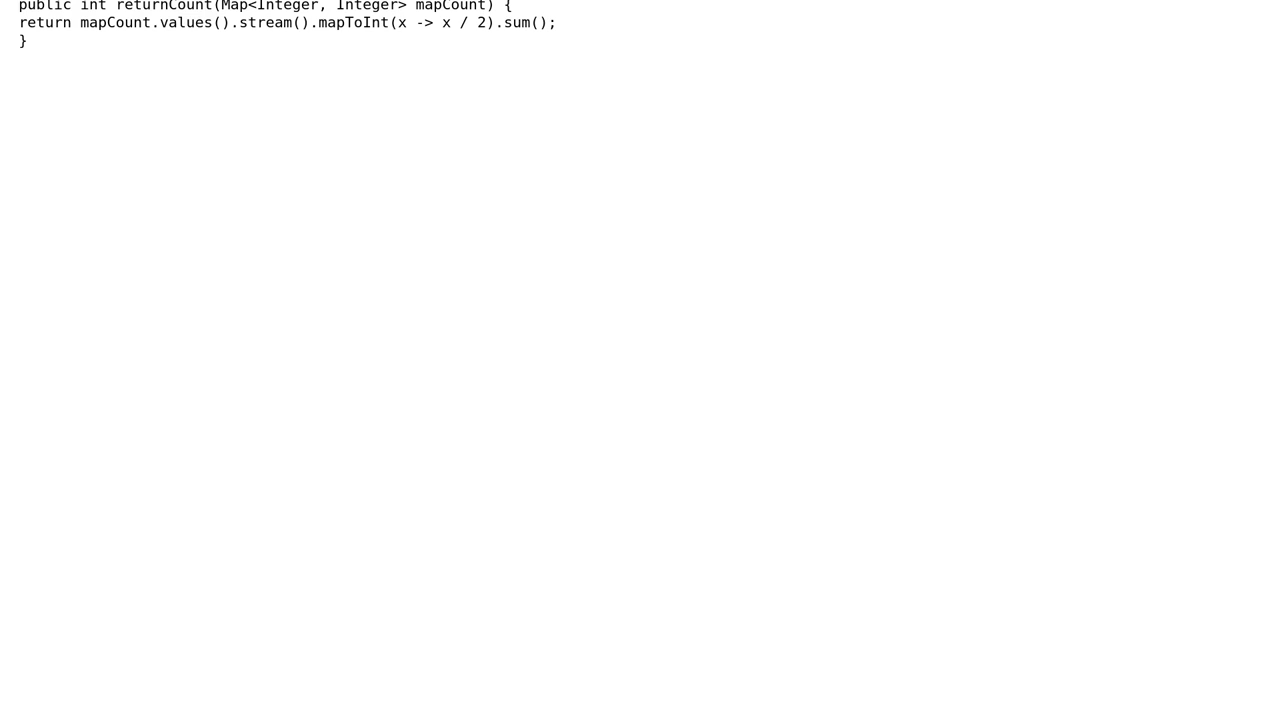 public int returnCount(Map<Integer, Integer> mapCount) {
return mapCount.values().stream().mapToInt(x -> x / 2).sum();
}